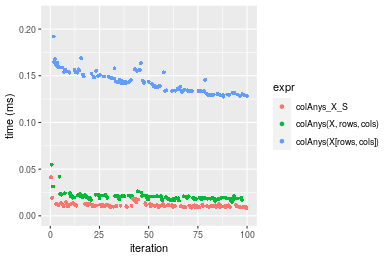 0.20
0.15
0.10
0.05
0.00
time (ms)
0
25
50
75
100
iteration
expr
colAnys_X_S
colAnys(X, rows, cols)
colAnys(X[rows, cols])